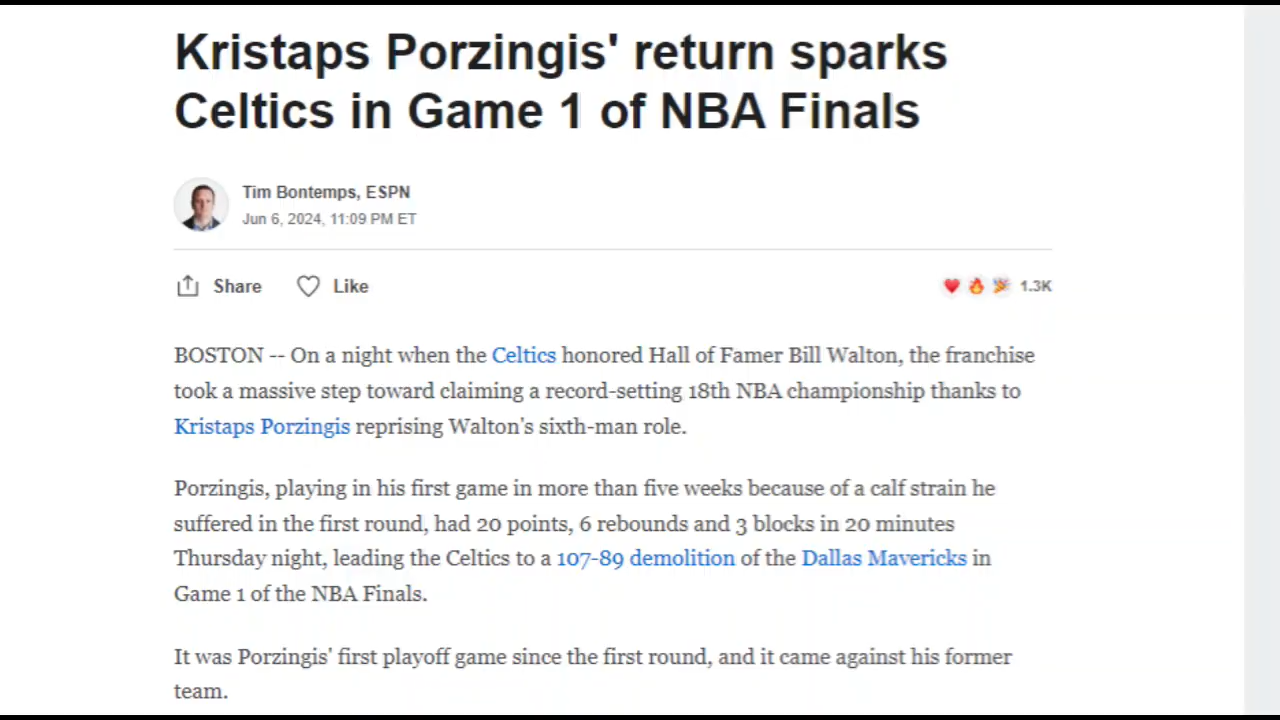 Kristaps Porzingis' return sparks
Celtics in Game 1 of NBA Finals
Tim Bontemps, ESPN
Jun 6, 2024, 11:09 PM ET
Share Like 1.3K
BOSTON -- On a night when the Celtics honored Hall of Famer Bill Walton, the franchise
took a massive step toward claiming a record-setting 18th NBA championship thanks to
Kristaps Porzingis reprising Walton's sixth-man role.
Porzingis, playing in his first game in more than five weeks because of a calf strain he
suffered in the first round, had 20 points, 6 rebounds and 3 blocks in 20 minutes
Thursday night, leading the Celtics to a 107-89 demolition of the Dallas Mavericks in
Game 1 of the NBA Finals.
It was Porzingis' first playoff game since the first round, and it came against his former
team.